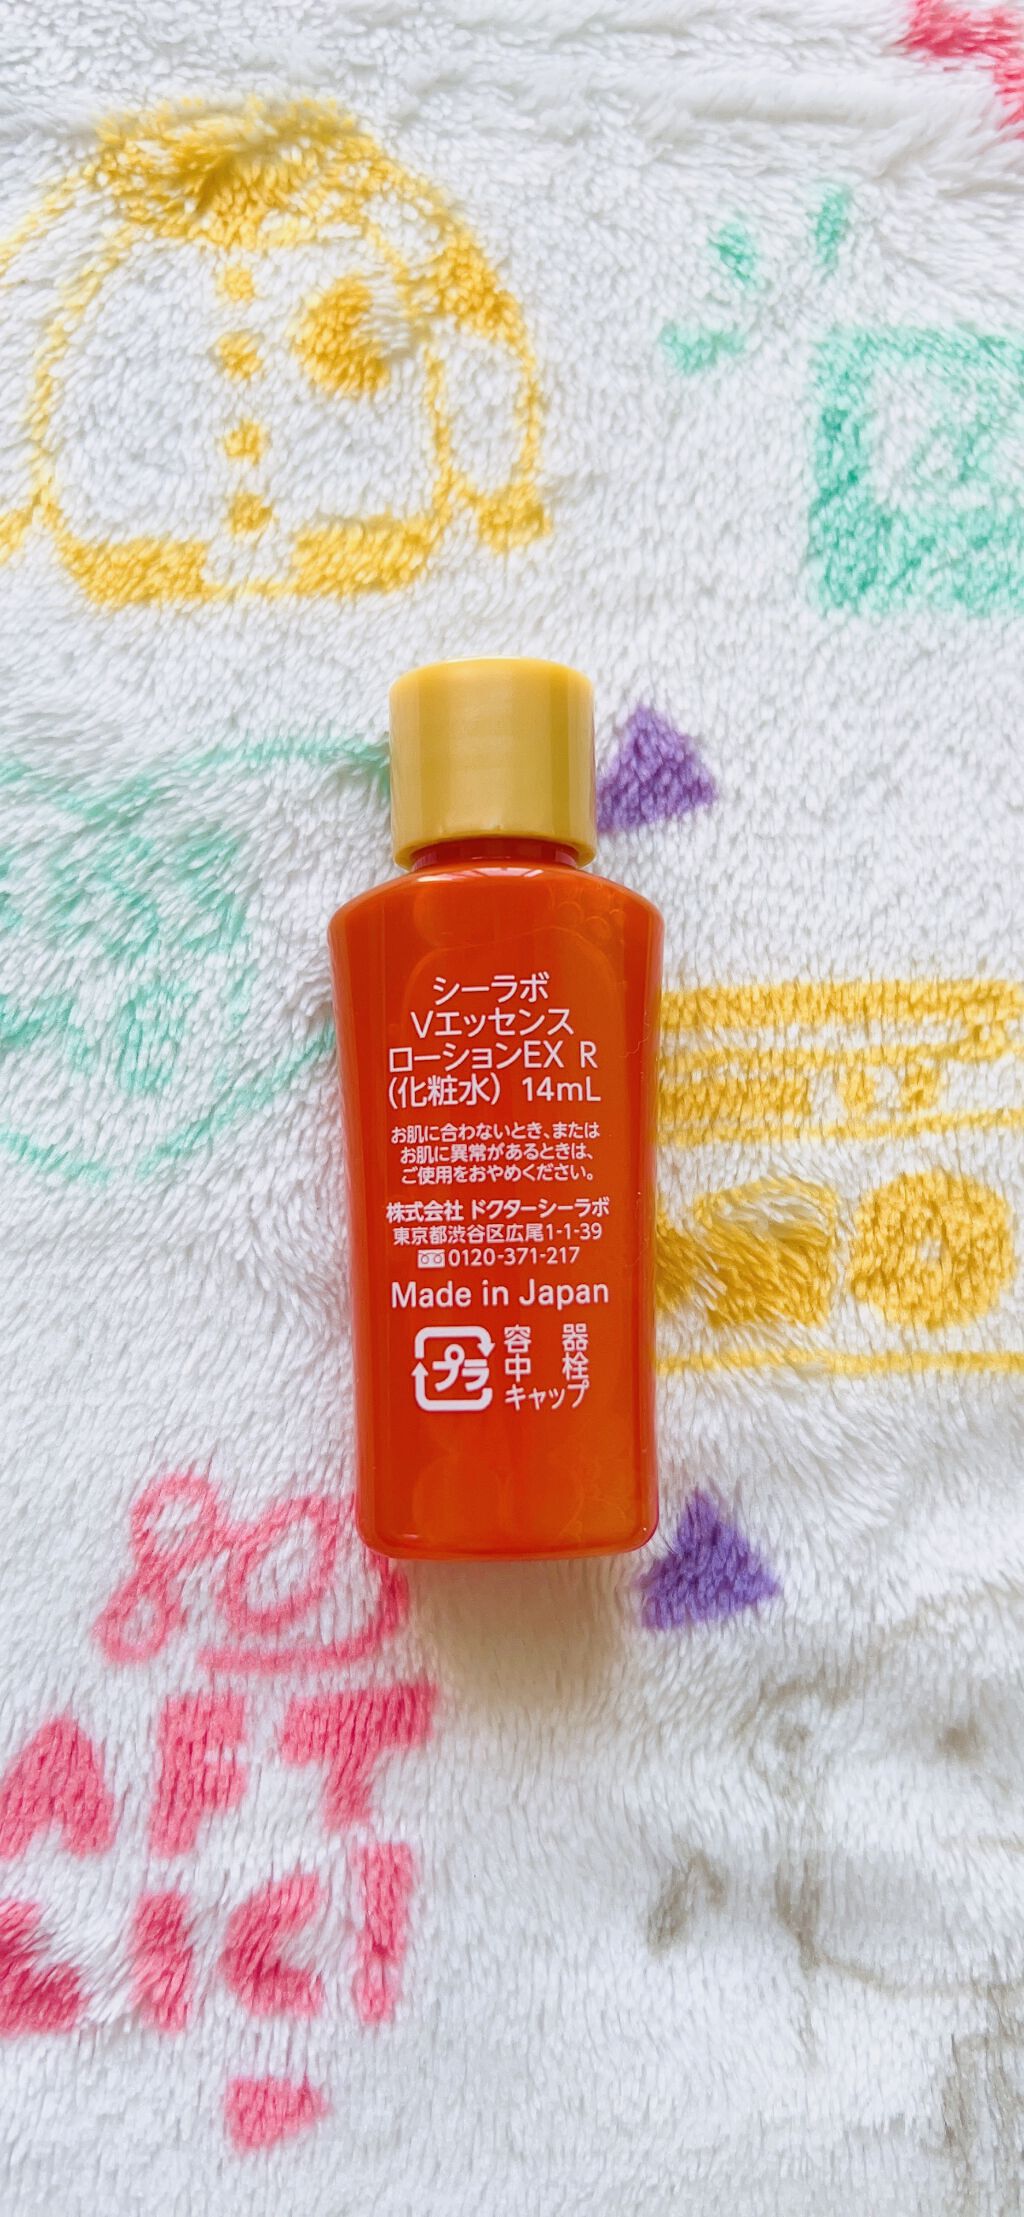 シーラボ
Vエッセンス
ローションEX R
(化粧水) 14mL
お肌に合わないとき、または
お肌に異常があるときは、
ご使用をおやめください。
株式会社 ドクターシーラボ
東京都渋谷区広尾1-1-39
0120-371-217
Made in Japan
プラ
容器
中栓
キャップ